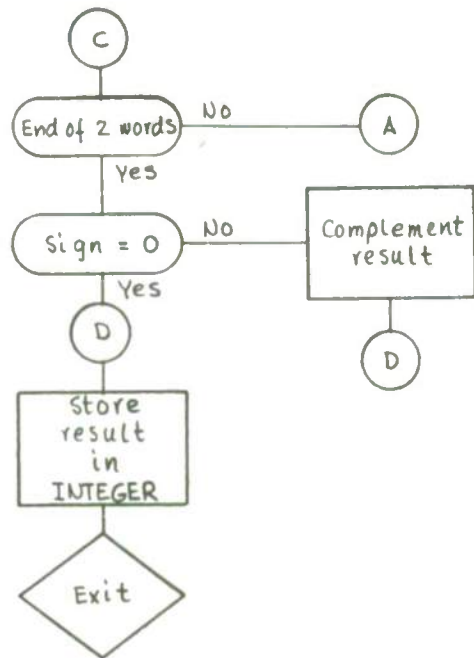 C
End of 2 words
No
A
Yes
Sign = 0
No
Complement
result
Yes
D
D
Store
result
in
INTEGER
Exit